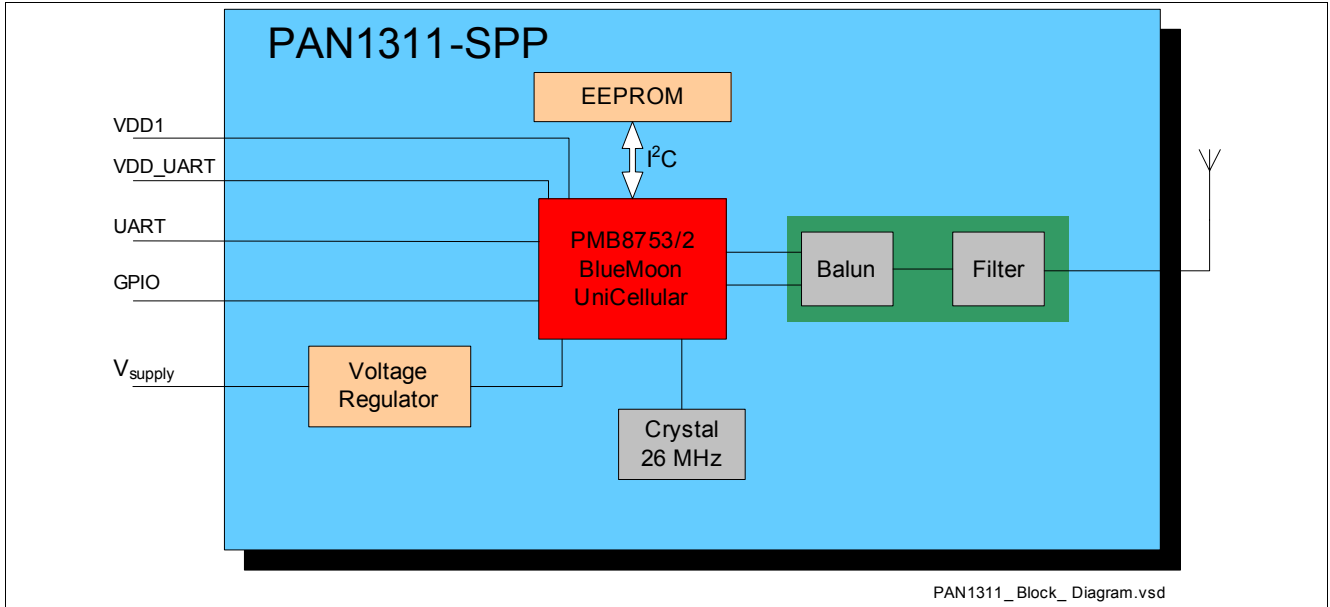 PAN1311-SPP
EEPROM
I²C
VDD1
VDD_UART
UART
GPIO
Vsupply
PMB8753/2
BlueMoon
UniCellular
Balun
Filter
Voltage
Regulator
Crystal
26 MHz
PAN1311_ Block_ Diagram.vsd